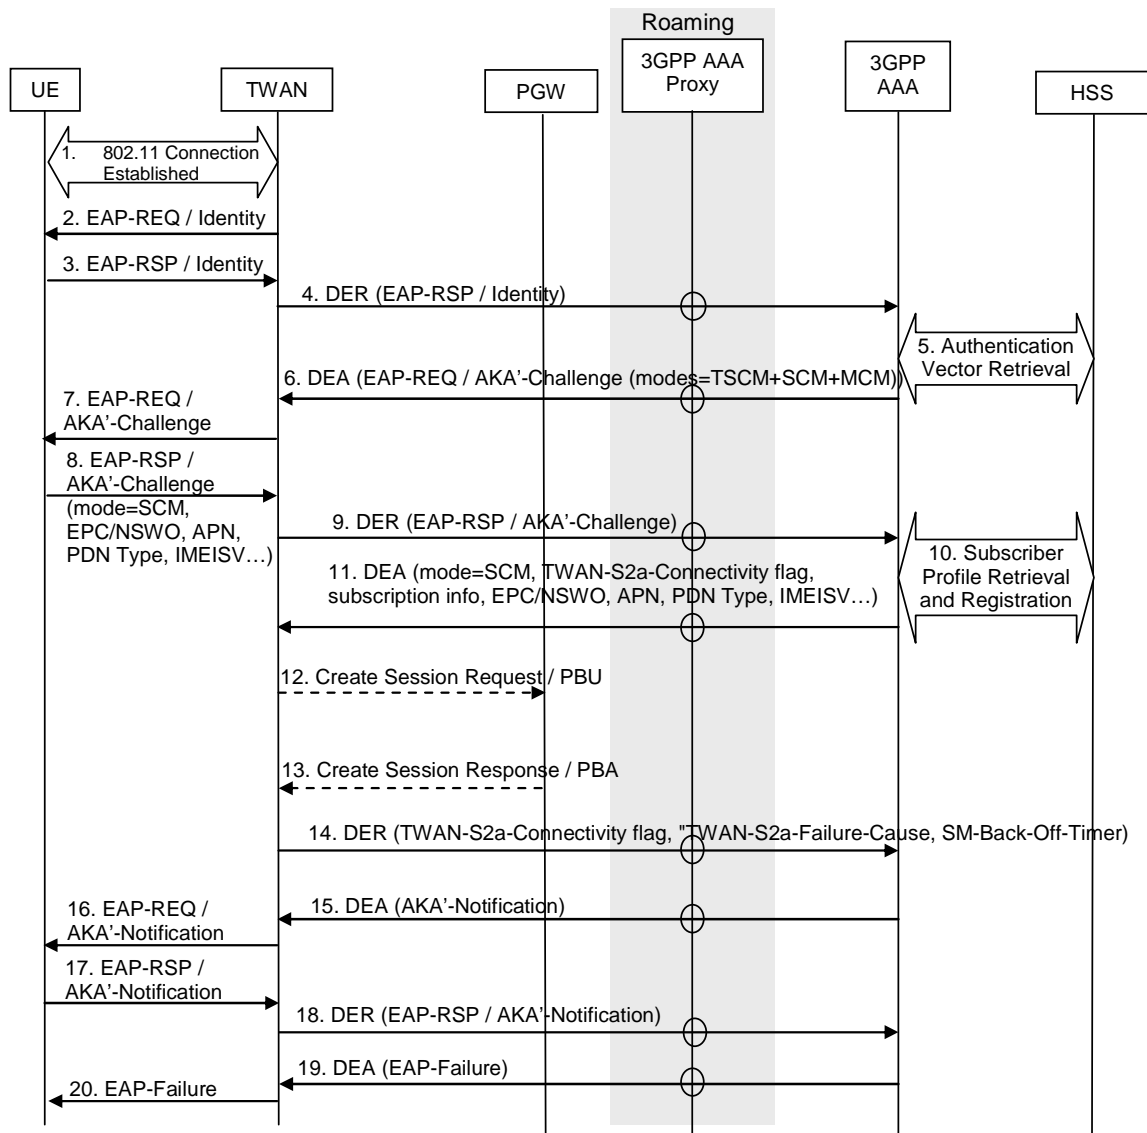 Roaming
UE
TWAN
PGW
3GPP AAA
Proxy
3GPP
AAA
HSS
1. 802.11 Connection
Established
2. EAP-REQ / Identity
3. EAP-RSP / Identity
4. DER (EAP-RSP / Identity)
5. Authentication
Vector Retrieval
6. DEA (EAP-REQ / AKA'-Challenge (modes=TSCM+SCM+MCM))
7. EAP-REQ /
AKA'-Challenge
8. EAP-RSP /
AKA'-Challenge
(mode=SCM,
EPC/NSWO, APN,
PDN Type, IMEISV…)
9. DER (EAP-RSP / AKA'-Challenge)
10. Subscriber
Profile Retrieval
and Registration
11. DEA (mode=SCM, TWAN-S2a-Connectivity flag,
subscription info, EPC/NSWO, APN, PDN Type, IMEISV…)
12. Create Session Request / PBU
13. Create Session Response / PBA
14. DER (TWAN-S2a-Connectivity flag, "TWAN-S2a-Failure-Cause, SM-Back-Off-Timer)
15. DEA (AKA'-Notification)
16. EAP-REQ /
AKA'-Notification
17. EAP-RSP /
AKA'-Notification
18. DER (EAP-RSP / AKA'-Notification)
19. DEA (EAP-Failure)
20. EAP-Failure